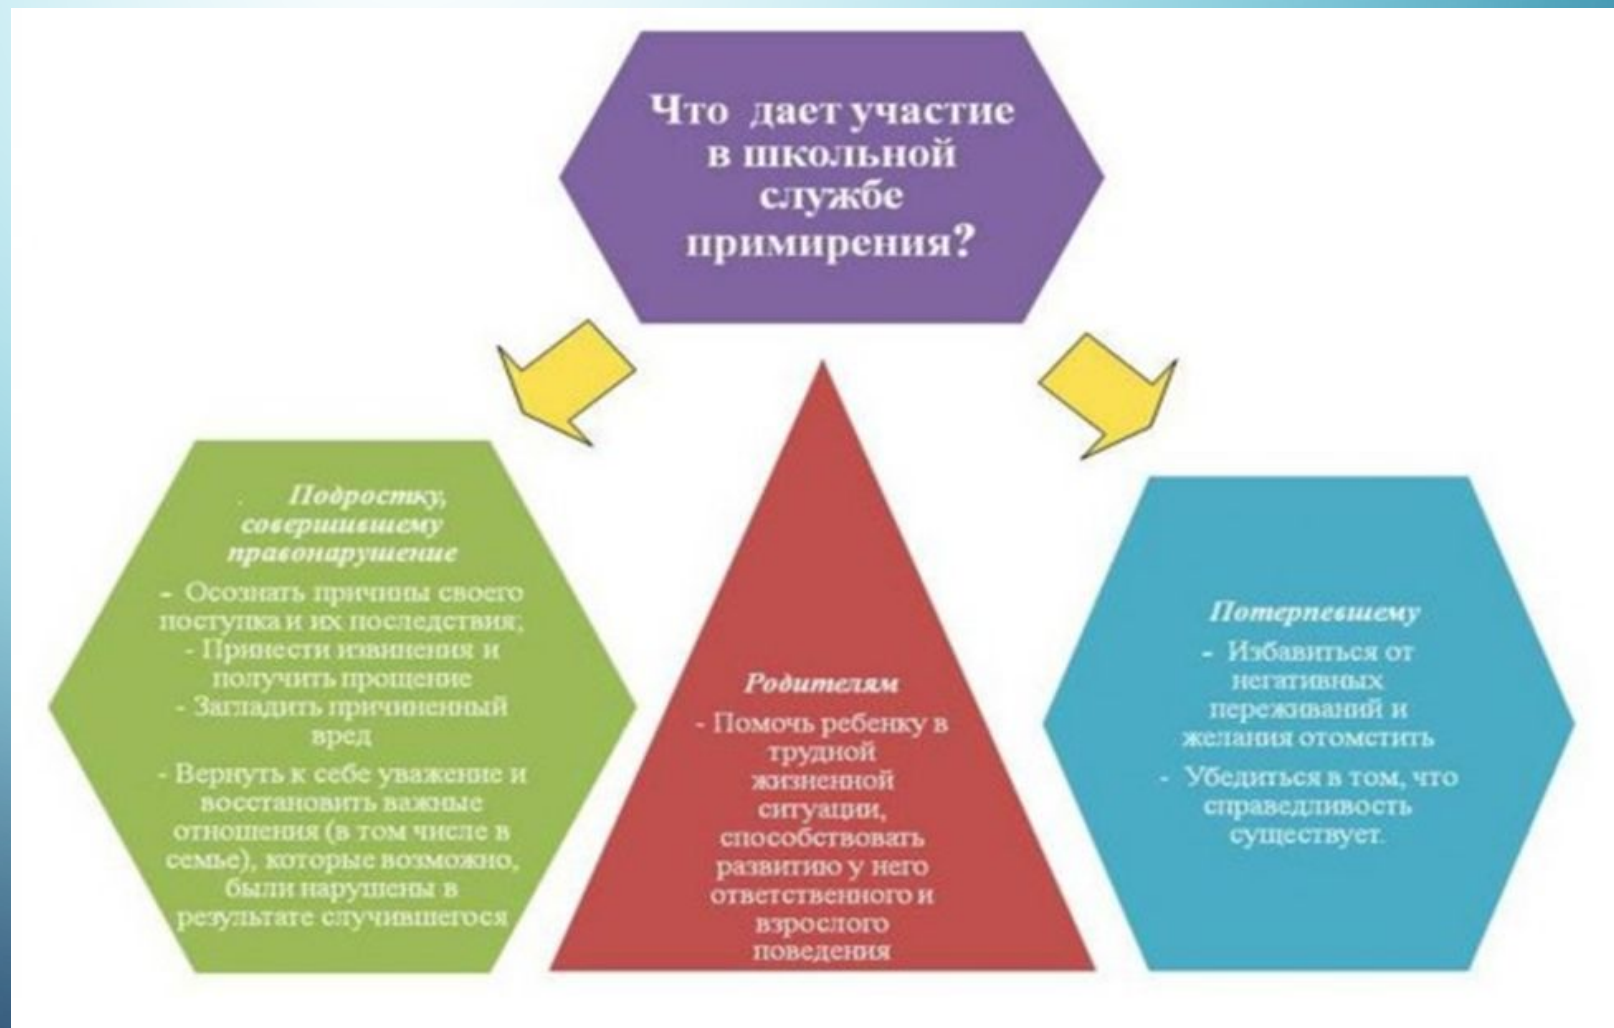 Что дает участие
в школьной
службе
примирения?
. Подростку,
совершившему
правонарушение
- Осознать причины своего
поступка и их последствия;
- Принести извинения и
получить прощение
- Загладить причиненный
вред
- Вернуть к себе уважение и
восстановить важные
отношения (в том числе в
семье), которые возможно,
были нарушены в
результате случившегося
Родителям
- Помочь ребенку в
трудной
жизненной
ситуации,
способствовать
развитию у него
ответственного и
взрослого
поведения
Потерпевшему
- Избавиться от
негативных
переживаний и
желания отомстить
- Убедиться в том, что
справедливость
существует.